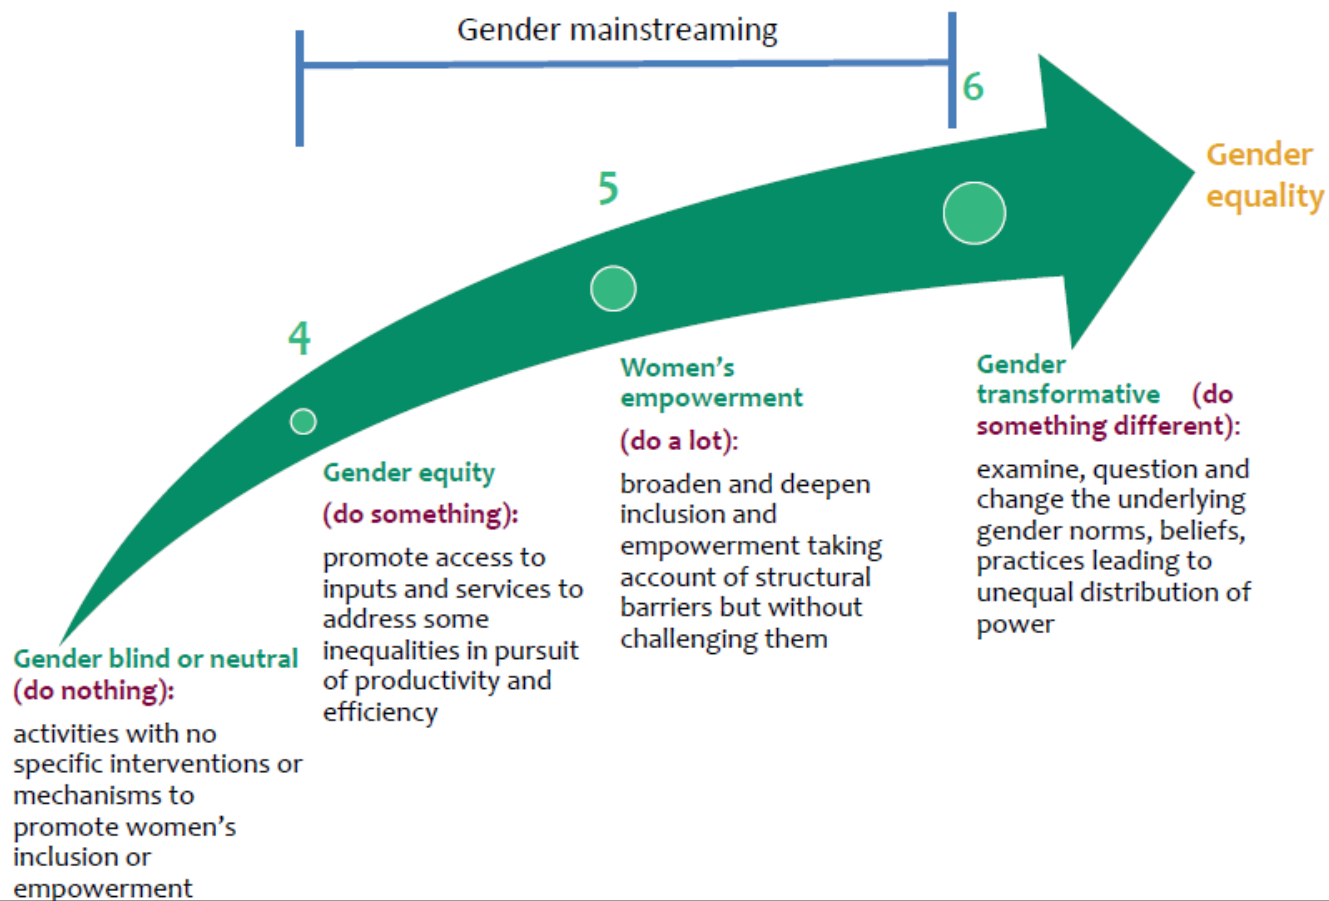 Gender mainstreaming
6
Gender
equality
5
4
Gender blind or neutral
(do nothing):
activities with no
specific interventions or
mechanisms to
promote women’s
inclusion or
empowerment
Gender equity
(do something):
promote access to
inputs and services to
address some
inequalities in pursuit
of productivity and
efficiency
Women’s
empowerment
(do a lot):
broaden and deepen
inclusion and
empowerment taking
account of structural
barriers but without
challenging them
Gender
transformative (do
something different):
examine, question and
change the underlying
gender norms, beliefs,
practices leading to
unequal distribution of
power